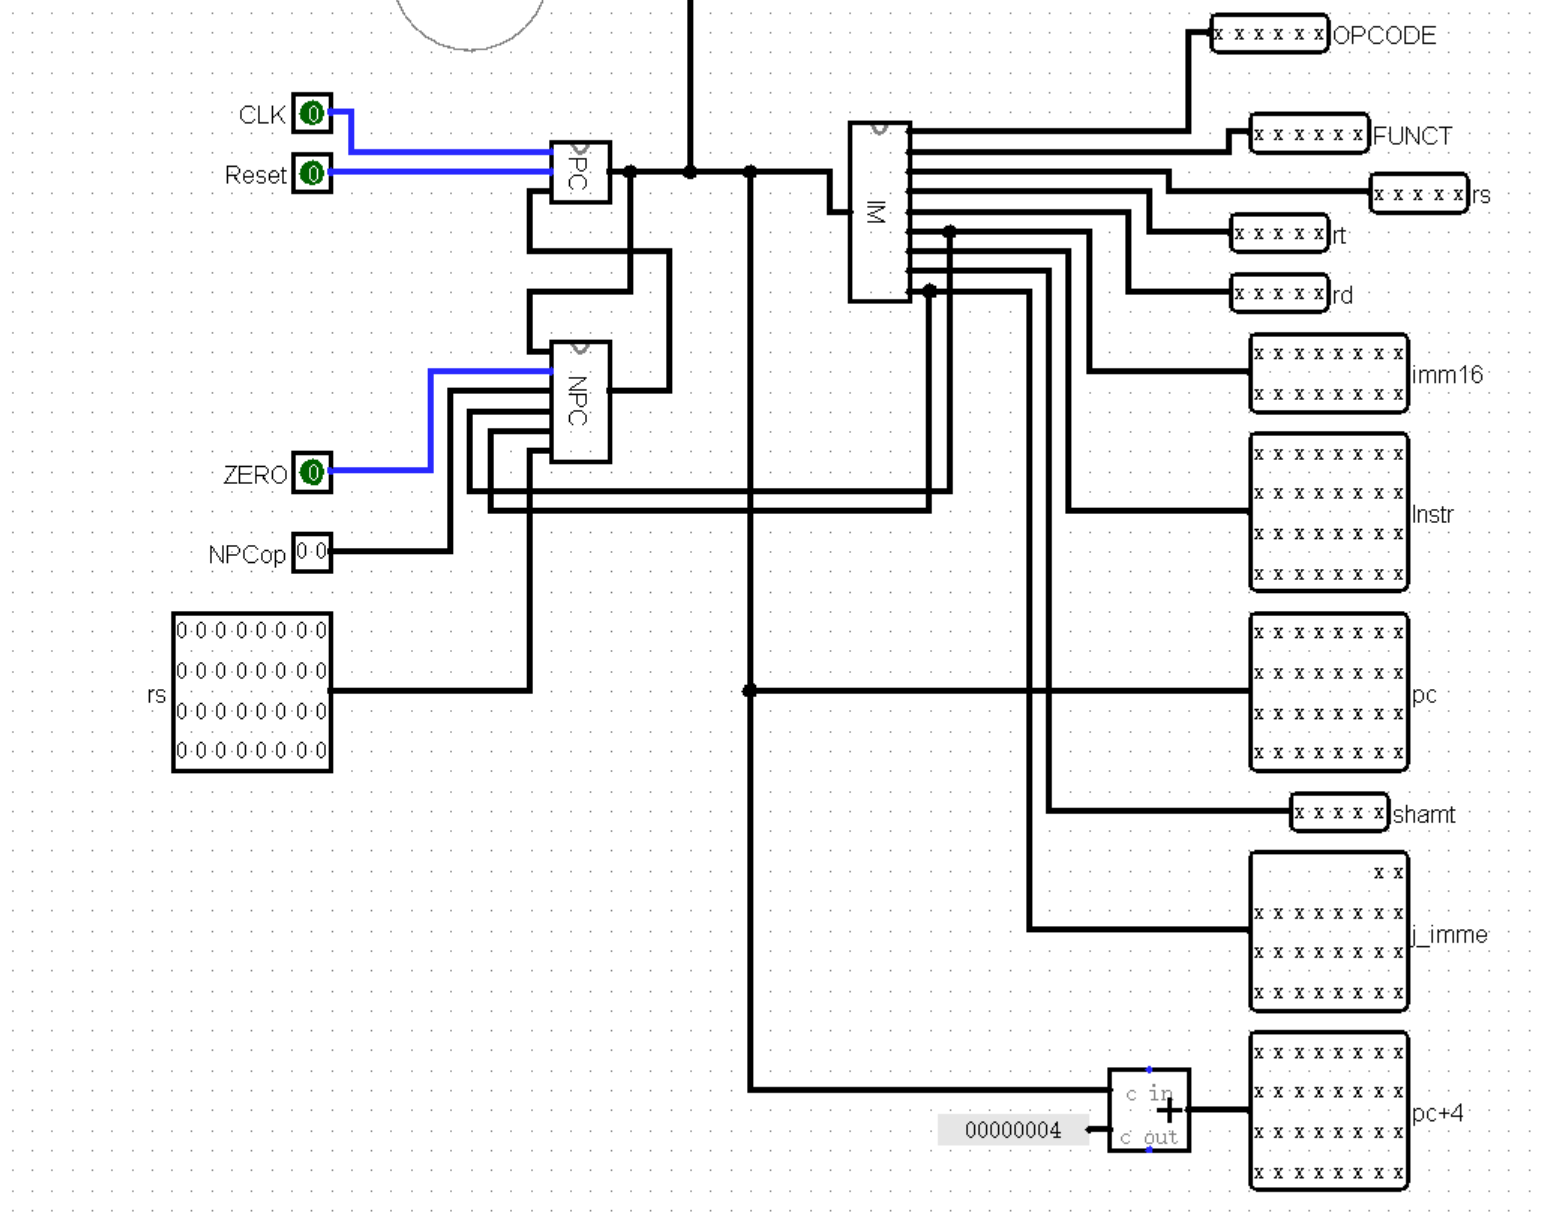 OPCODE
x x x x x x
CLK
0
FUNCT
x x x x x x
Reset
0
PC
rs
x x x x x
IM
rt
x x x x x
rd
x x x x x
NPC
imm16
x x x x x x x x
x x x x x x x x
ZERO
0
Instr
x x x x x x x x
x x x x x x x x
x x x x x x x x
x x x x x x x x
NPCop
0 0
rs
0 0 0 0 0 0 0 0
0 0 0 0 0 0 0 0
0 0 0 0 0 0 0 0
0 0 0 0 0 0 0 0
pc
x x x x x x x x
x x x x x x x x
x x x x x x x x
x x x x x x x x
shamt
x x x x x
j_imme
x x
x x x x x x x x
x x x x x x x x
x x x x x x x x
c in
+
c out
00000004
pc+4
x x x x x x x x
x x x x x x x x
x x x x x x x x
x x x x x x x x